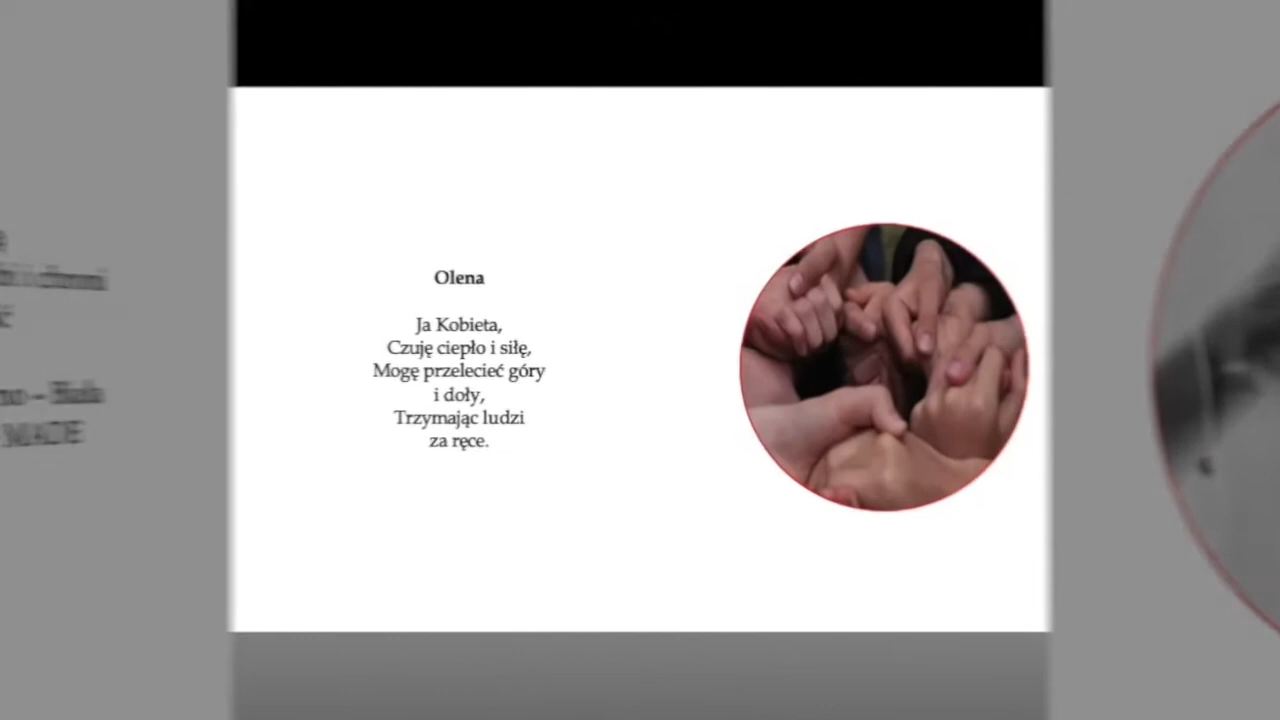 Olena
Ja Kobieta,
Czuję ciepło i siłę,
Mogę przelecieć góry
i doły,
Trzymając ludzi
za ręce.